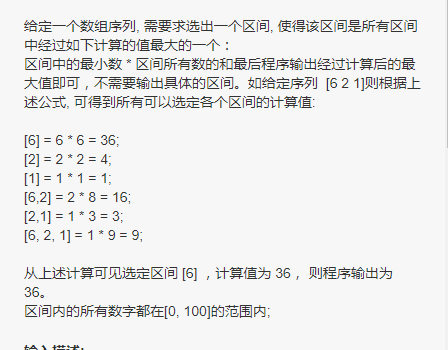 给定一个数组序列, 需要求选出一个区间, 使得该区间是所有区间
中经过如下计算的值最大的一个：
区间中的最小数 * 区间所有数的和最后程序输出经过计算后的最
大值即可，不需要输出具体的区间。如给定序列  [6 2 1]则根据上
述公式, 可得到所有可以选定各个区间的计算值:
[6] = 6 * 6 = 36;
[2] = 2 * 2 = 4;
[1] = 1 * 1 = 1;
[6,2] = 2 * 8 = 16;
[2,1] = 1 * 3 = 3;
[6, 2, 1] = 1 * 9 = 9;
从上述计算可见选定区间 [6] ，计算值为 36， 则程序输出为
36。
区间内的所有数字都在[0, 100]的范围内;
输入描述: